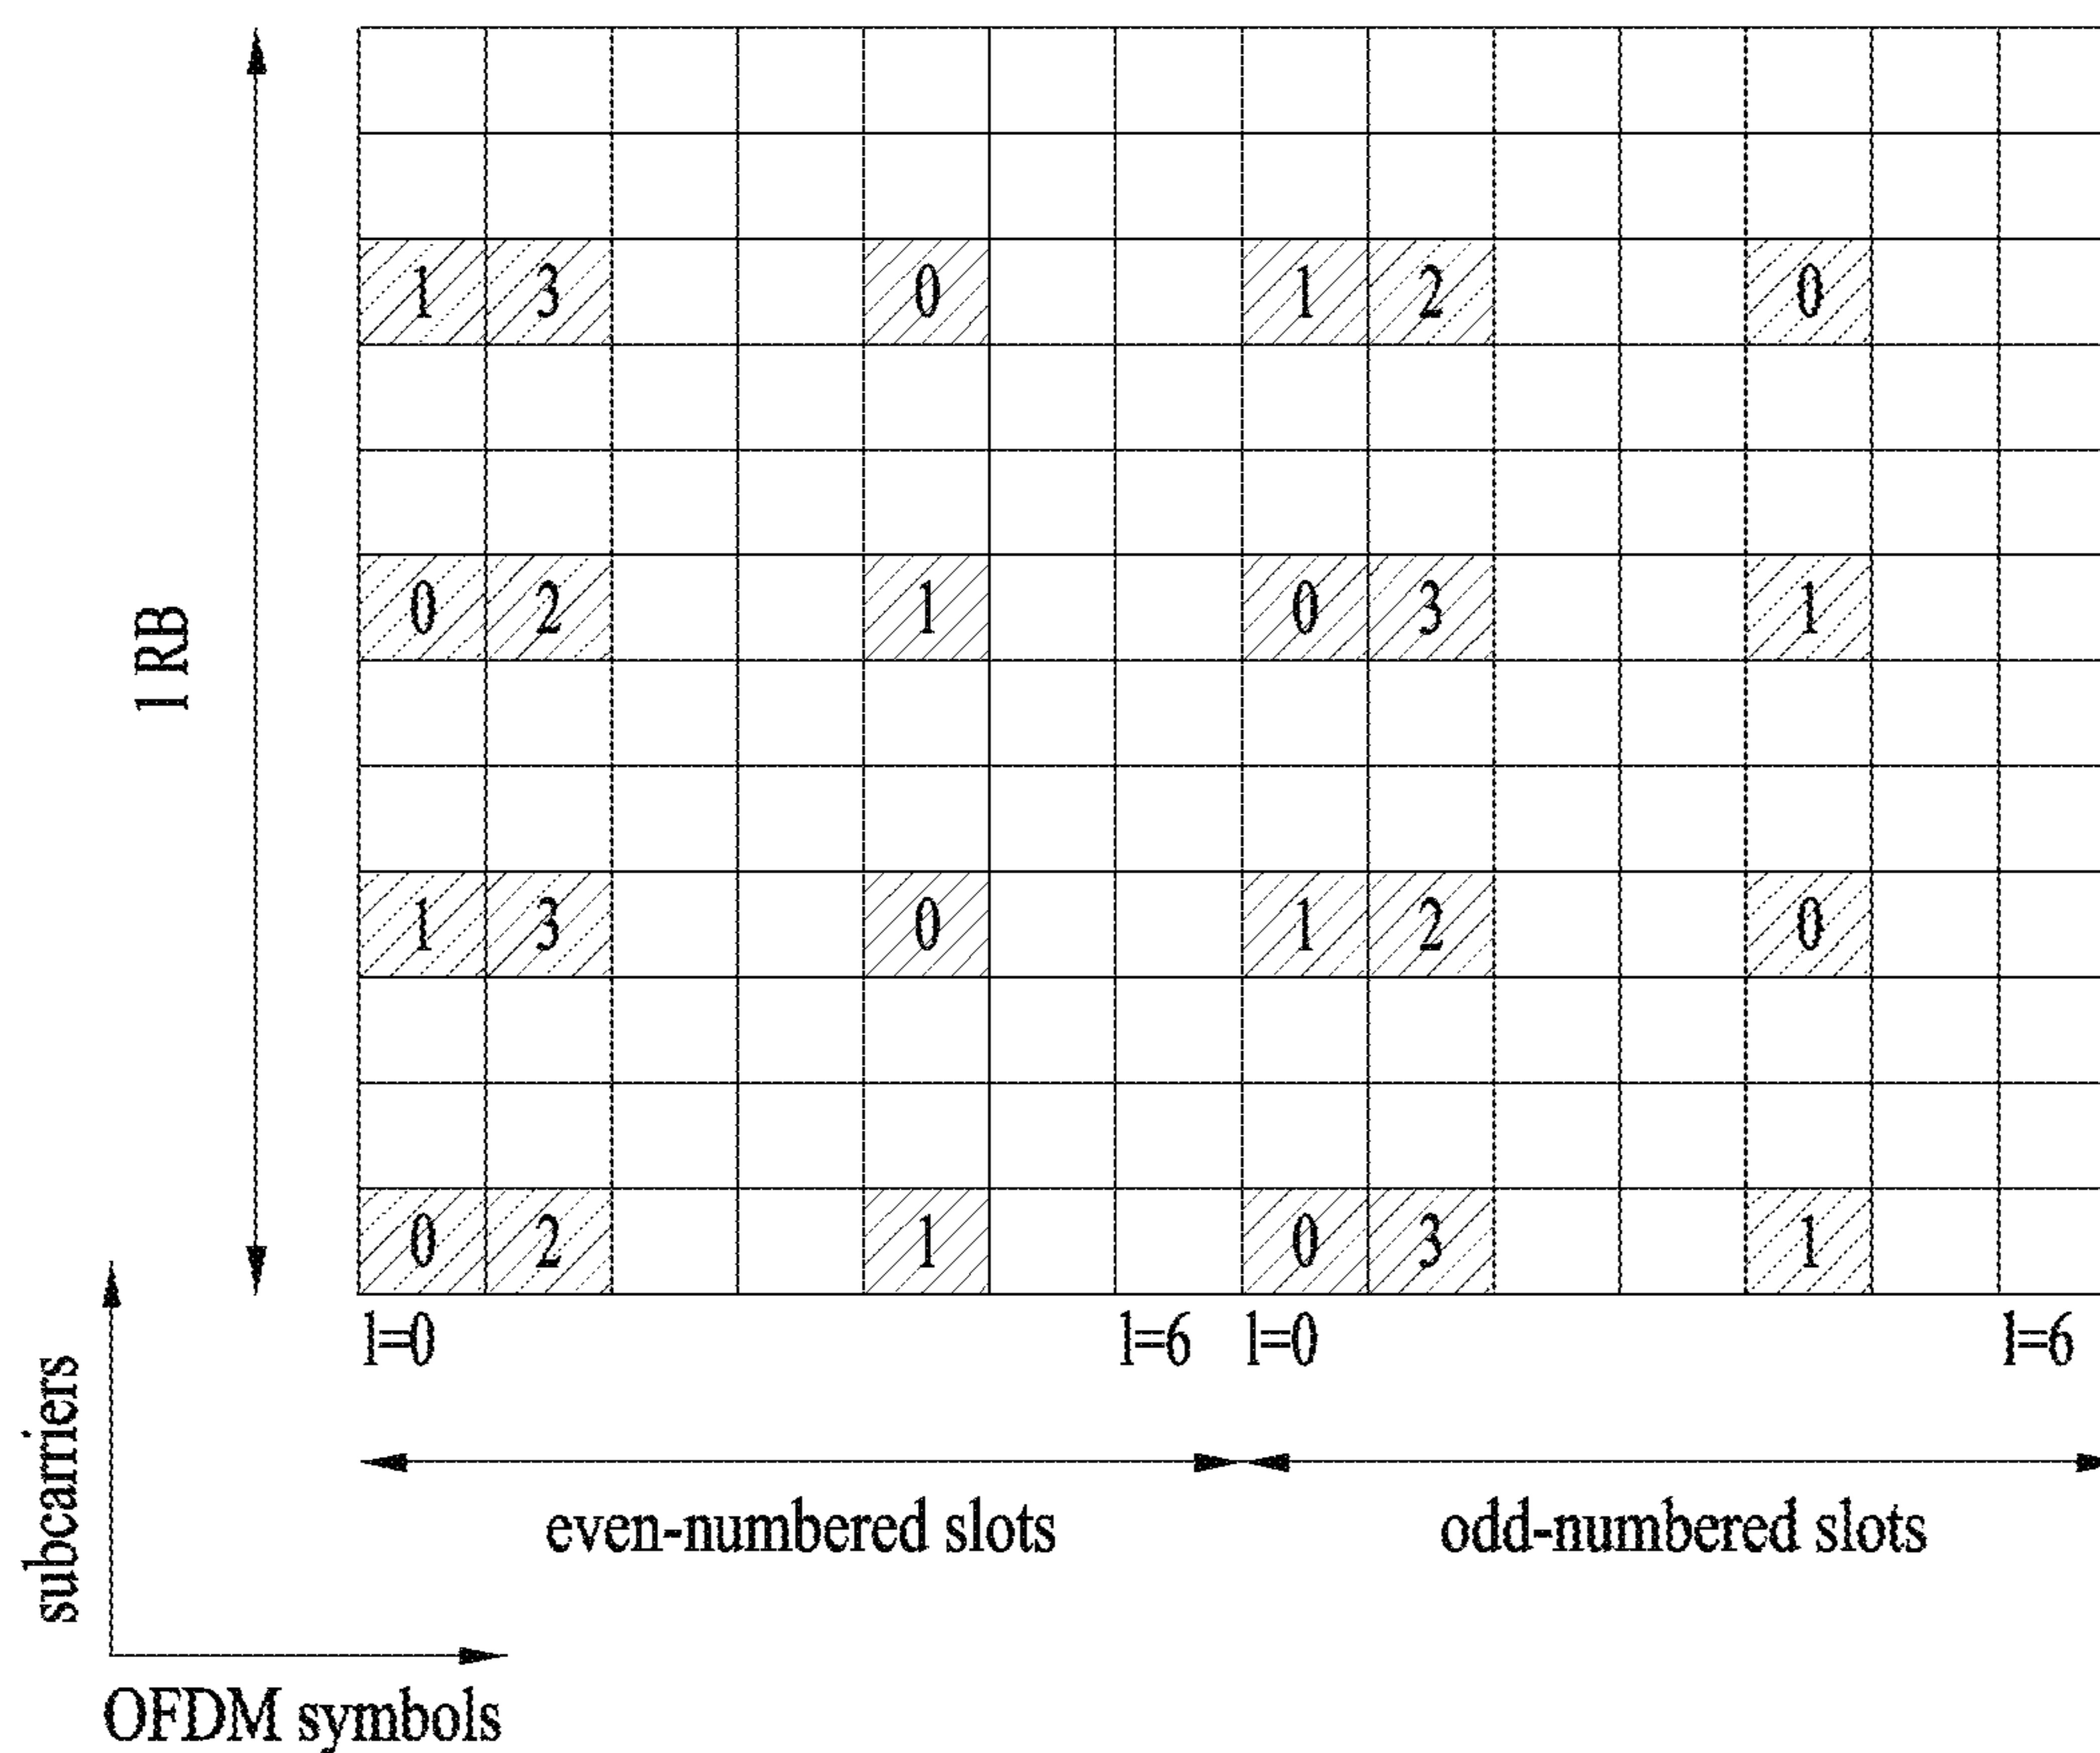 1 3 0 1 2 0
1 RB
0 2 1 0 3 1
1 3 0 1 2 0
0 2 1 0 3 1
l=0 l=6 l=0 l=6
subcarriers
even-numbered slots odd-numbered slots
OFDM symbols